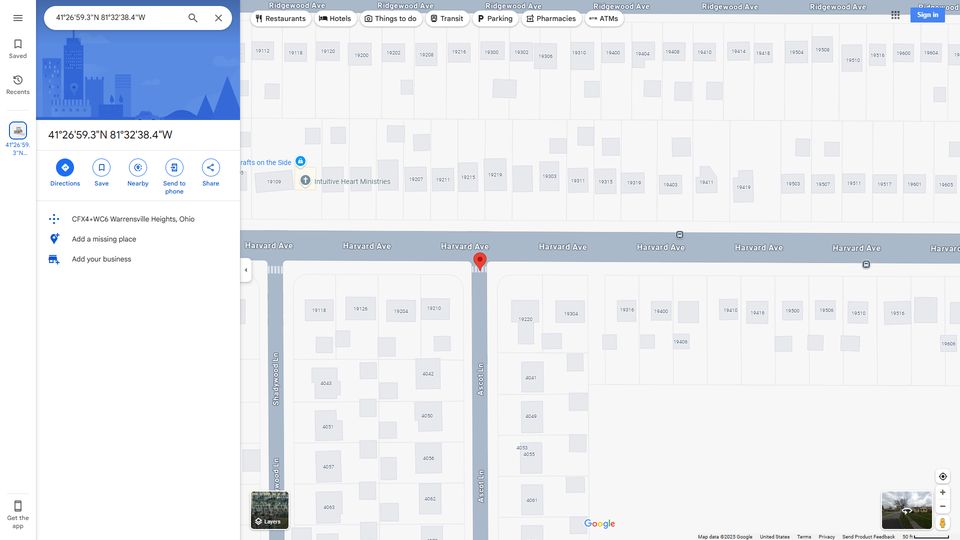 Saved
Recents
41°26'59.
3"N...
Get the
app
41°26'59.3"N 81°32'38.4"W
41°26'59.3"N 81°32'38.4"W
Directions
Save
Nearby
Send to
phone
Share
CFX4+WC6 Warrensville Heights, Ohio
Add a missing place
Add your business
Restaurants
Hotels
Things to do
Transit
Parking
Pharmacies
ATMs
Sign in
Ridgewood Ave
Ridgewood Ave
Ridgewood Ave
Ridgewood Ave
Ridgewood Ave
19112
19118
19120
19200
19202
19208
19216
19300
19302
19306
19310
19400
19404
19408
19410
19414
19418
19504
19508
19510
19516
19600
19604
rafts on the Side
19109
Intuitive Heart Ministries
19207
19211
19215
19219
19303
19311
19315
19319
19403
19411
19419
19503
19507
19511
19517
19601
19605
Harvard Ave
Harvard Ave
Harvard Ave
Harvard Ave
Harvard Ave
Harvard Ave
Harvard Ave
Harvard
19118
19126
19204
19210
19220
19304
19316
19400
19406
19410
19416
19500
19506
19510
19516
19606
Shadywood Ln
wood Ln
Ascot Ln
Ascot Ln
4043
4042
4041
4051
4050
4049
4053
4055
4057
4056
4063
4062
4061
Layers
Google
Map data ©2025 Google
United States
Terms
Privacy
Send Product Feedback
50 ft